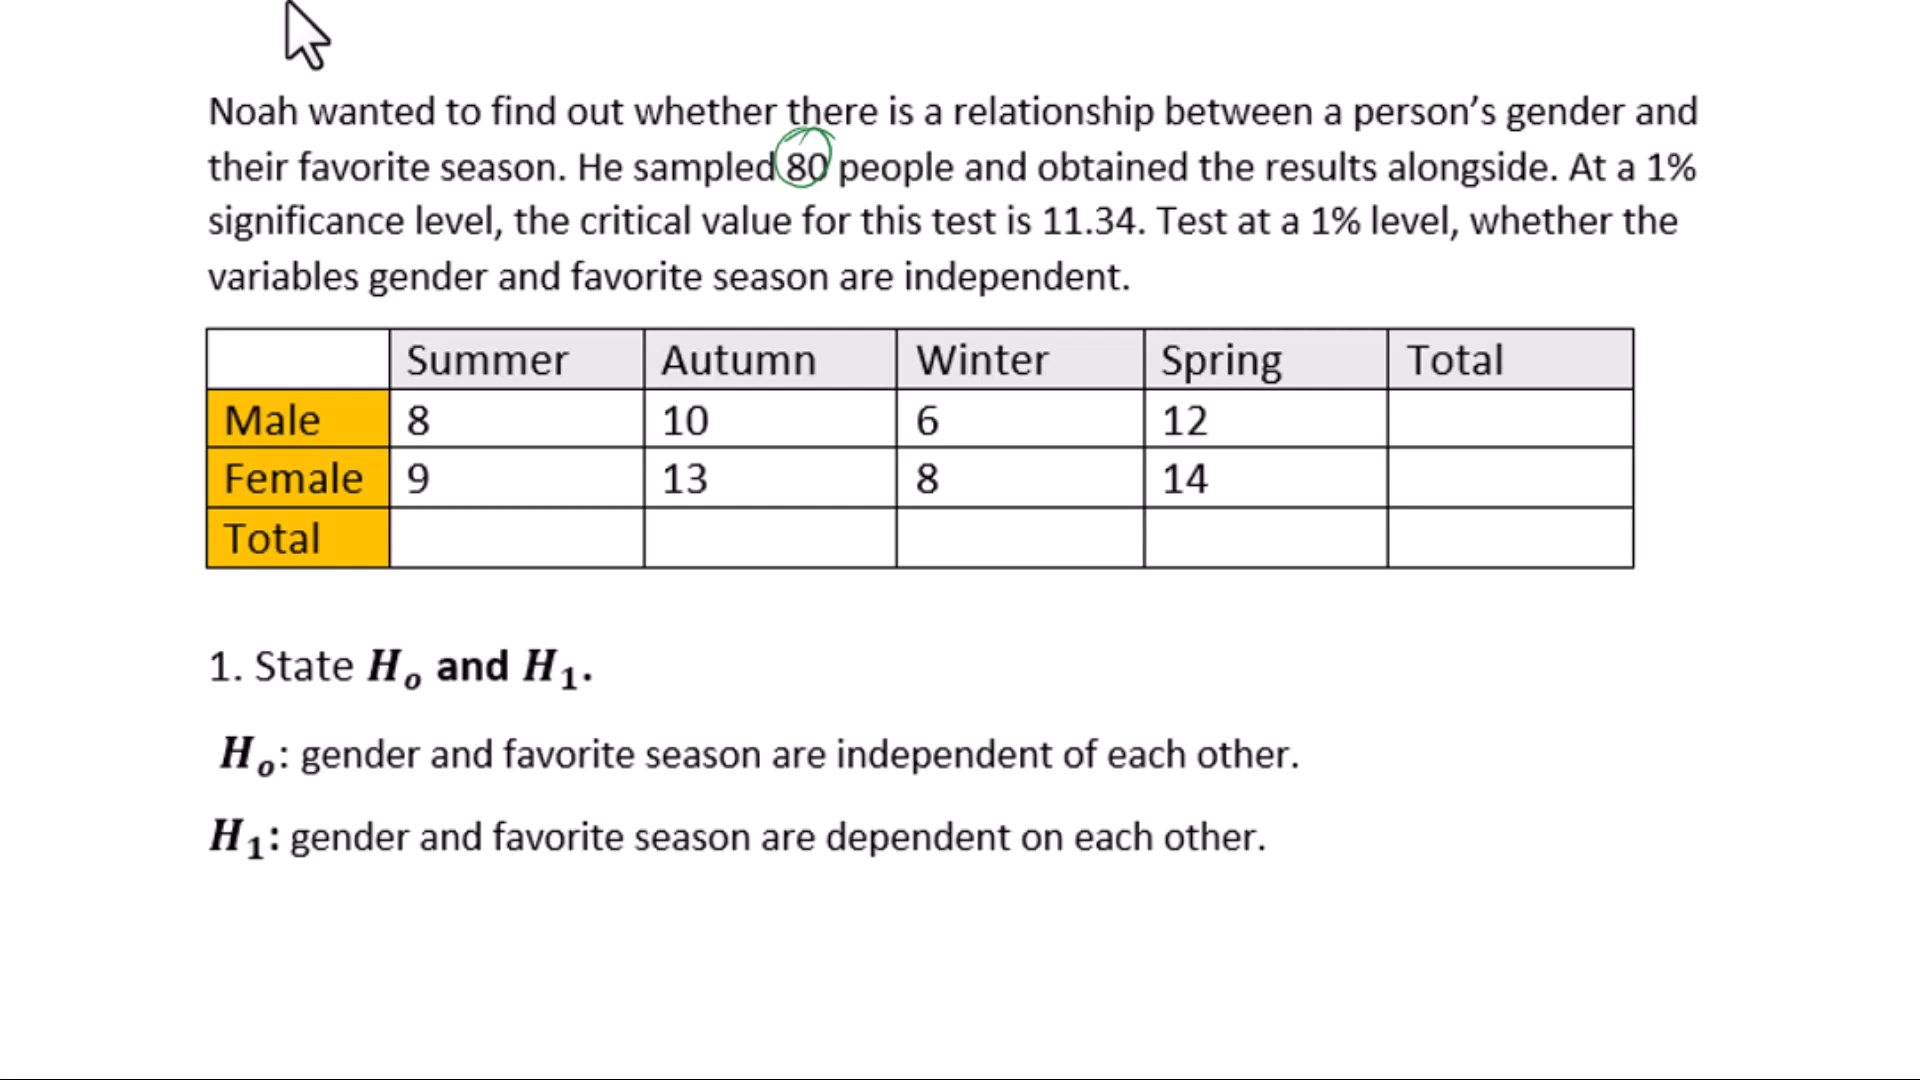 Noah wanted to find out whether there is a relationship between a person’s gender and
their favorite season. He sampled 80 people and obtained the results alongside. At a 1%
significance level, the critical value for this test is 11.34. Test at a 1% level, whether the
variables gender and favorite season are independent.
Summer Autumn Winter Spring Total
Male 8 10 6 12
Female 9 13 8 14
Total
1. State Hₒ and H₁.
Hₒ: gender and favorite season are independent of each other.
H₁: gender and favorite season are dependent on each other.